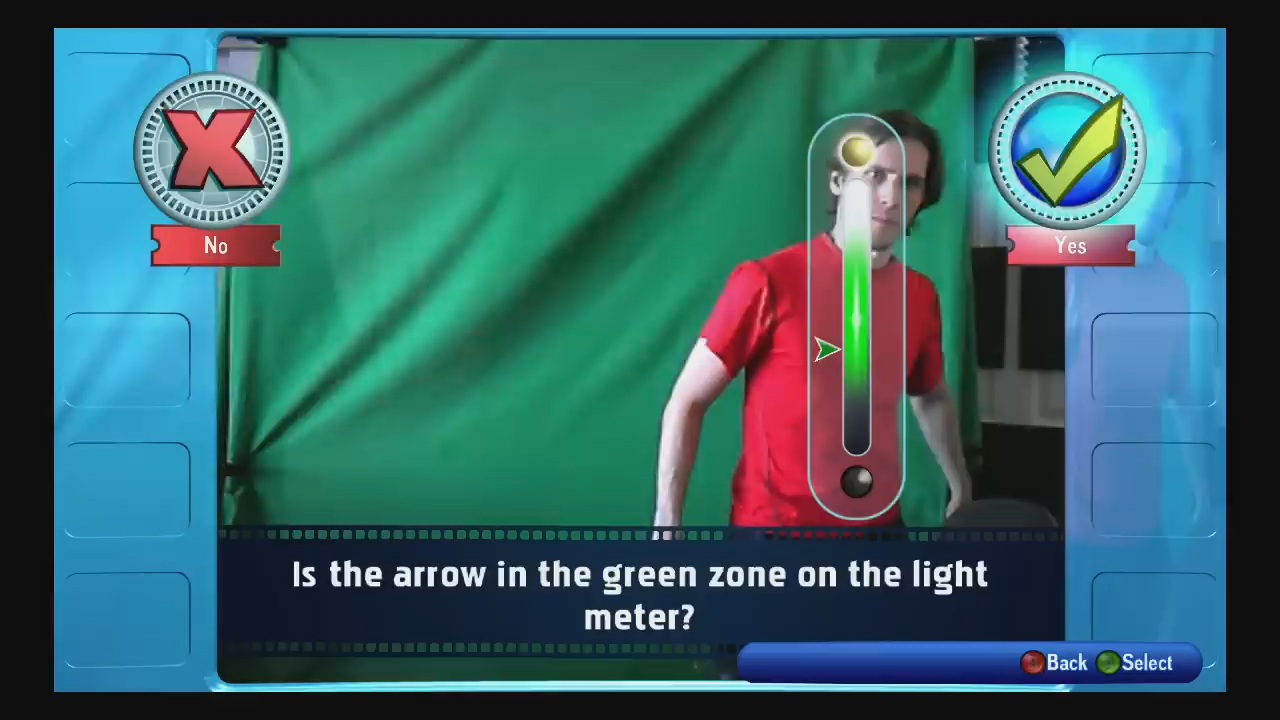 No
Yes
Is the arrow in the green zone on the light
meter?
Back Select